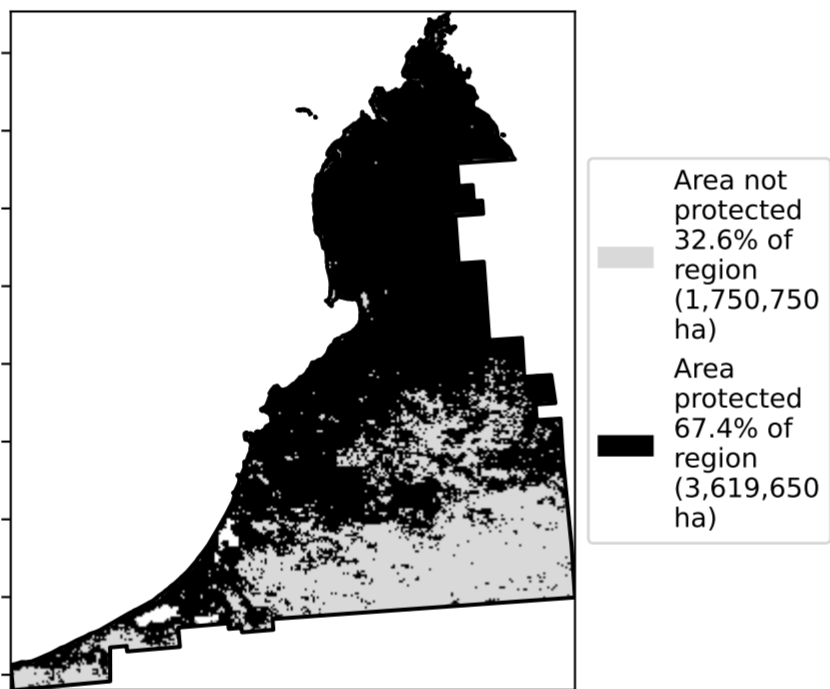 Area not
protected
32.6% of
region
(1,750,750
ha)
Area
protected
67.4% of
region
(3,619,650
ha)